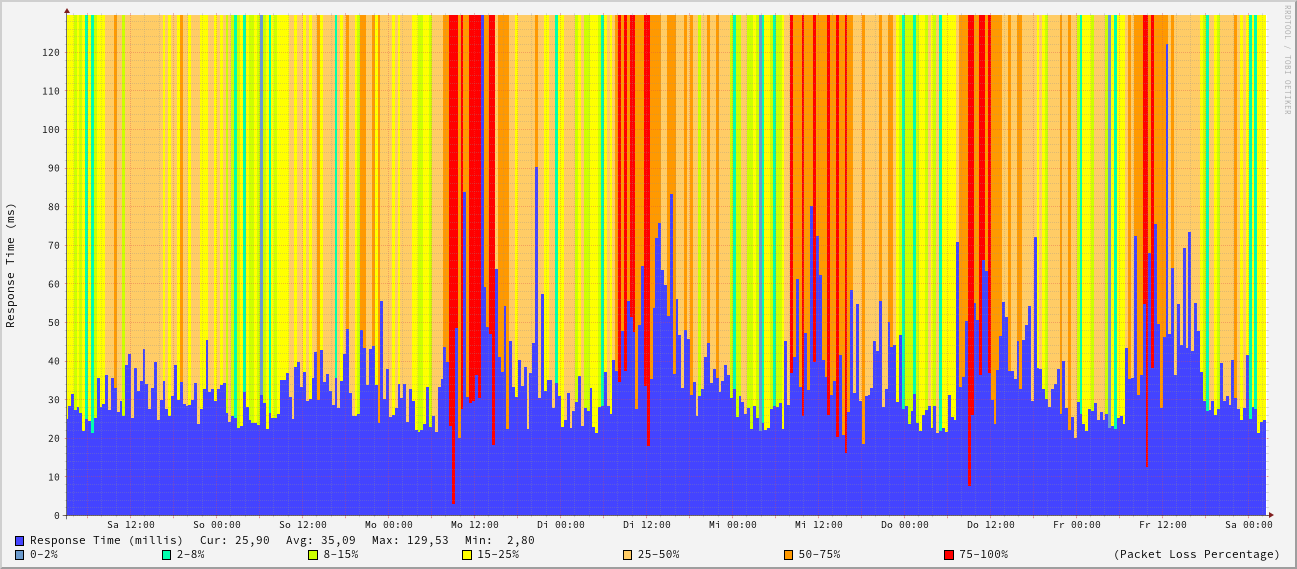 RRDTOOL / TOBI OETIKER
Response Time (ms)
120
110
100
90
80
70
60
50
40
30
20
10
0
Sa 12:00 So 00:00 So 12:00 Mo 00:00 Mo 12:00 Di 00:00 Di 12:00 Mi 00:00 Mi 12:00 Do 00:00 Do 12:00 Fr 00:00 Fr 12:00 Sa 00:00
Response Time (millis) Cur: 25,90 Avg: 35,09 Max: 129,53 Min: 2,80
0-2% 2-8% 8-15% 15-25% 25-50% 50-75% 75-100% (Packet Loss Percentage)